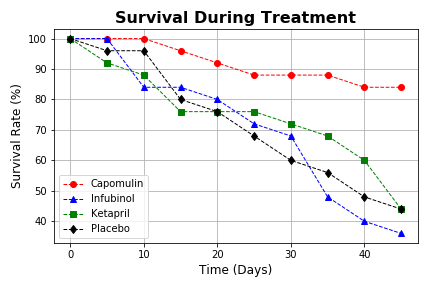 Survival During Treatment
100
90
80
70
60
50
40
Survival Rate (%)
Capomulin
Infubinol
Ketapril
Placebo
0
10
20
30
40
Time (Days)